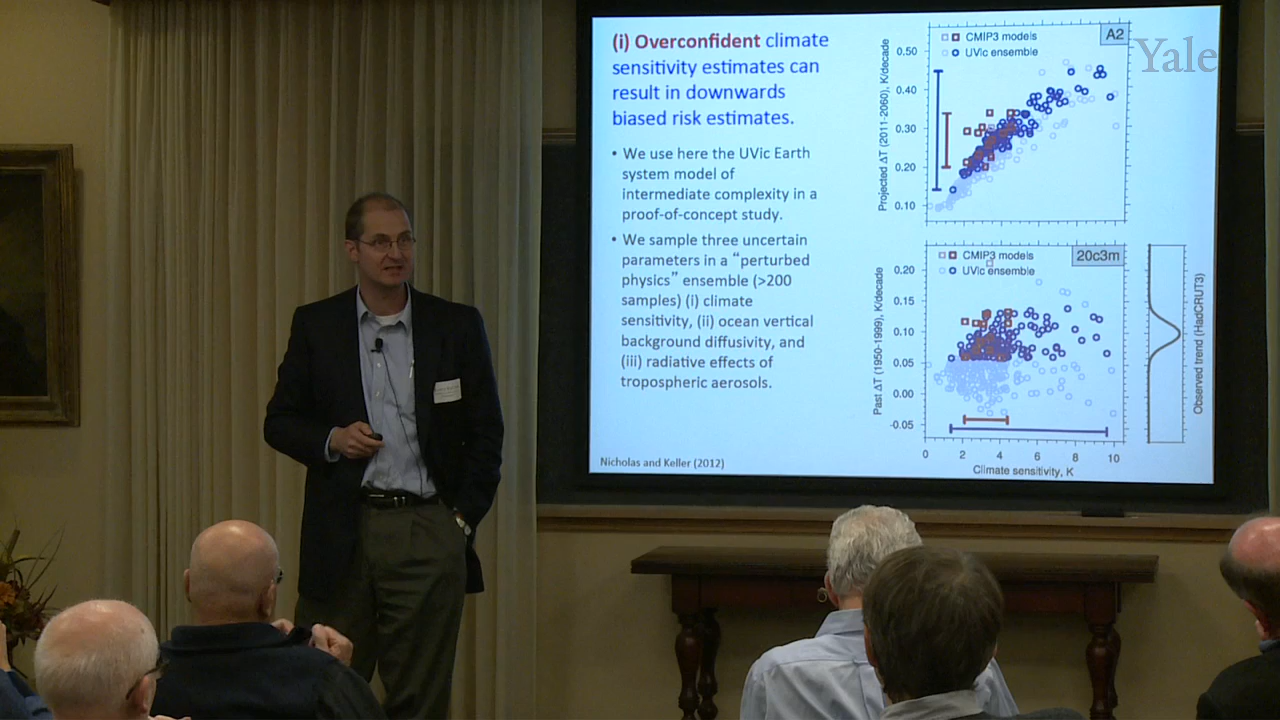 (i) Overconfident climate
sensitivity estimates can
result in downwards
biased risk estimates.
• We use here the UVic Earth
system model of
intermediate complexity in a
proof-of-concept study.
• We sample three uncertain
parameters in a “perturbed
physics” ensemble (>200
samples) (i) climate
sensitivity, (ii) ocean vertical
background diffusivity, and
(iii) radiative effects of
tropospheric aerosols.
Nicholas and Keller (2012)
CMIP3 models
UVic ensemble
A2
Yale
Projected ΔT (2011-2060), K/decade
0.50
0.40
0.30
0.20
0.10
CMIP3 models
UVic ensemble
20c3m
Past ΔT (1950-1999), K/decade
0.20
0.15
0.10
0.05
0.00
-0.05
0 2 4 6 8 10
Climate sensitivity, K
Observed trend (HadCRUT3)